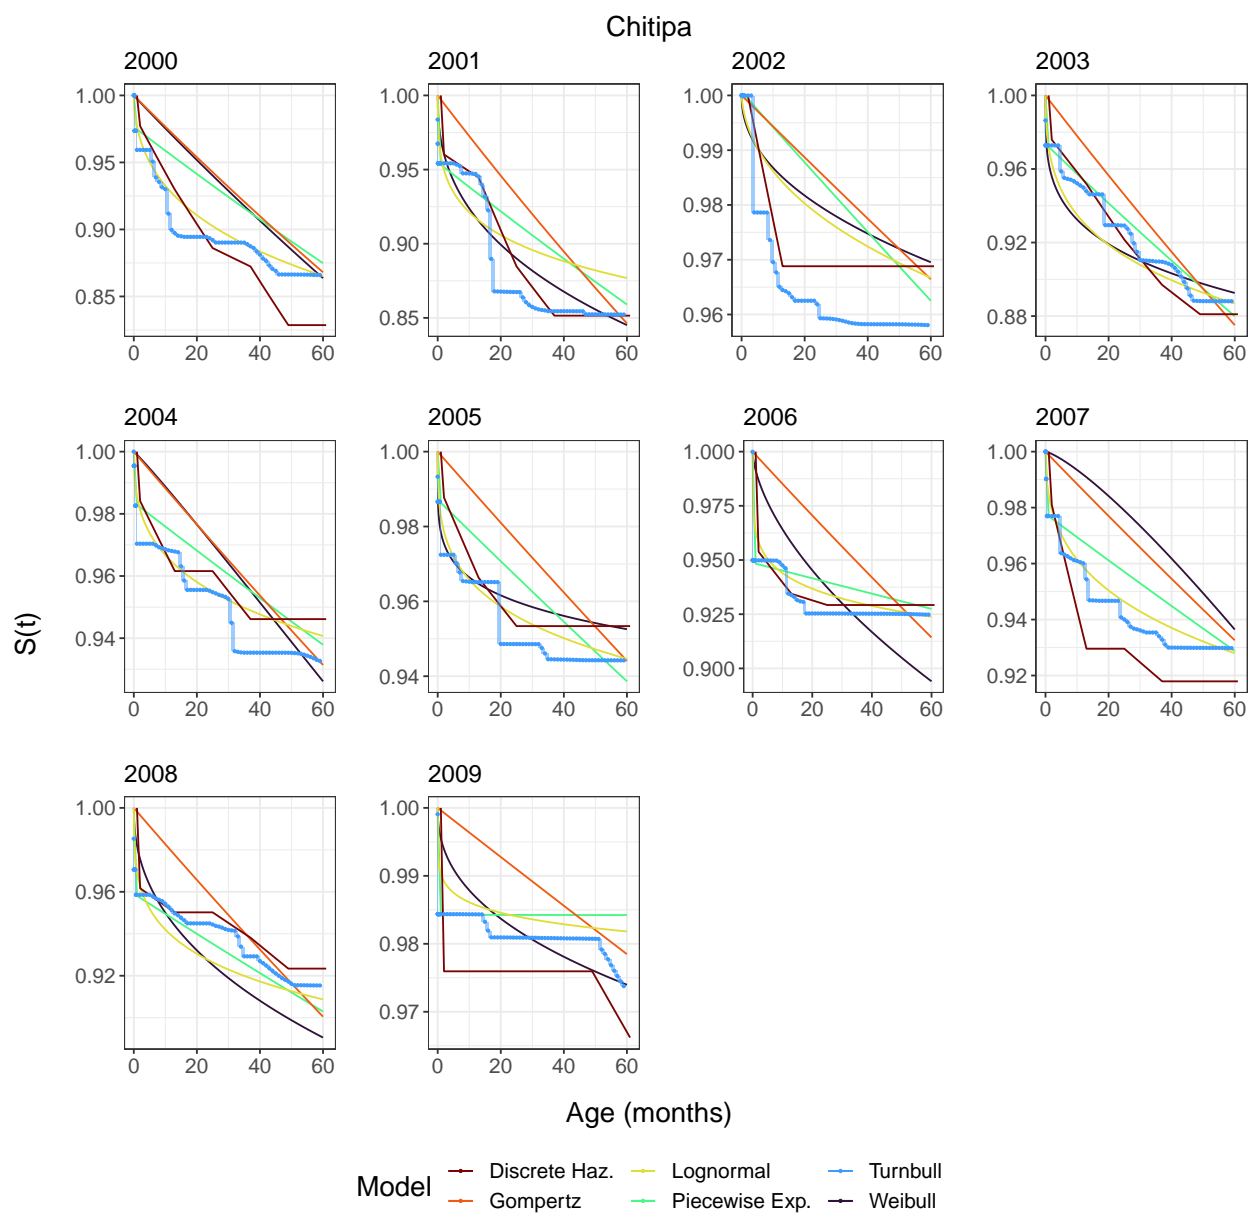 Chitipa
2000 2001 2002 2003
1.00 1.00 1.00 1.00
0.95 0.95 0.99 0.96
0.90 0.90 0.98 0.92
0.85 0.85 0.97 0.88
0.96
0 20 40 60 0 20 40 60 0 20 40 60 0 20 40 60
2004 2005 2006 2007
1.00 1.00 1.000 1.00
0.98 0.98 0.975 0.98
0.96 0.96 0.950 0.96
0.94 0.94 0.925 0.94
0.900 0.92
0 20 40 60 0 20 40 60 0 20 40 60 0 20 40 60
S(t)
2008 2009
1.00 1.00
0.96 0.99
0.92 0.98
0.97
0 20 40 60 0 20 40 60
Age (months)
Model Discrete Haz. Lognormal Turnbull
Gompertz Piecewise Exp. Weibull